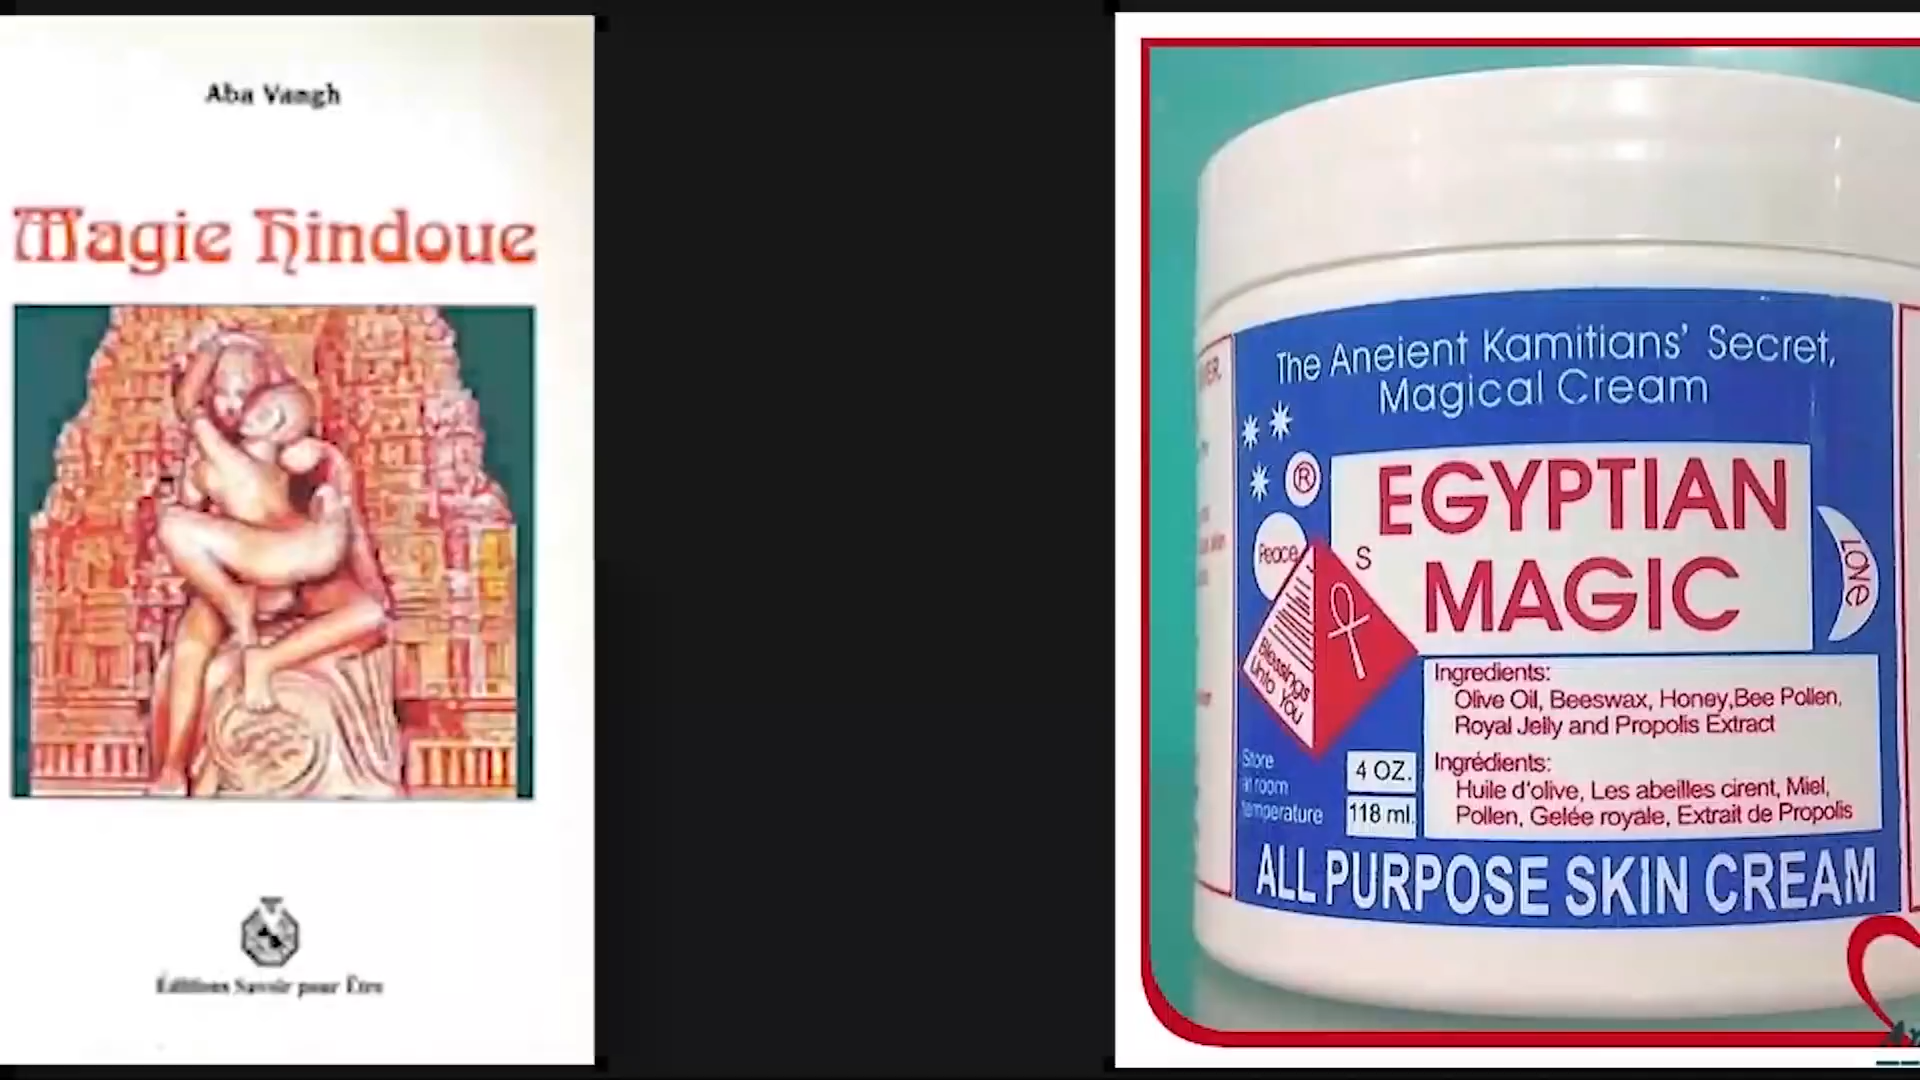 Aba Vangh
Magie hindoue
Éditions Savoir pour Être
The Aneient Kamitians’ Secret,
Magical Cream
®
EGYPTIAN
MAGIC
Peace
S
LOVE
Blessings
Unto You
Ingredients:
Olive Oil, Beeswax, Honey,Bee Pollen,
Royal Jelly and Propolis Extract
Ingrédients:
Huile d'olive, Les abeilles cirent, Miel,
Pollen, Gelée royale, Extrait de Propolis
Store
at room
temperature
4 OZ.
118 ml.
ALL PURPOSE SKIN CREAM